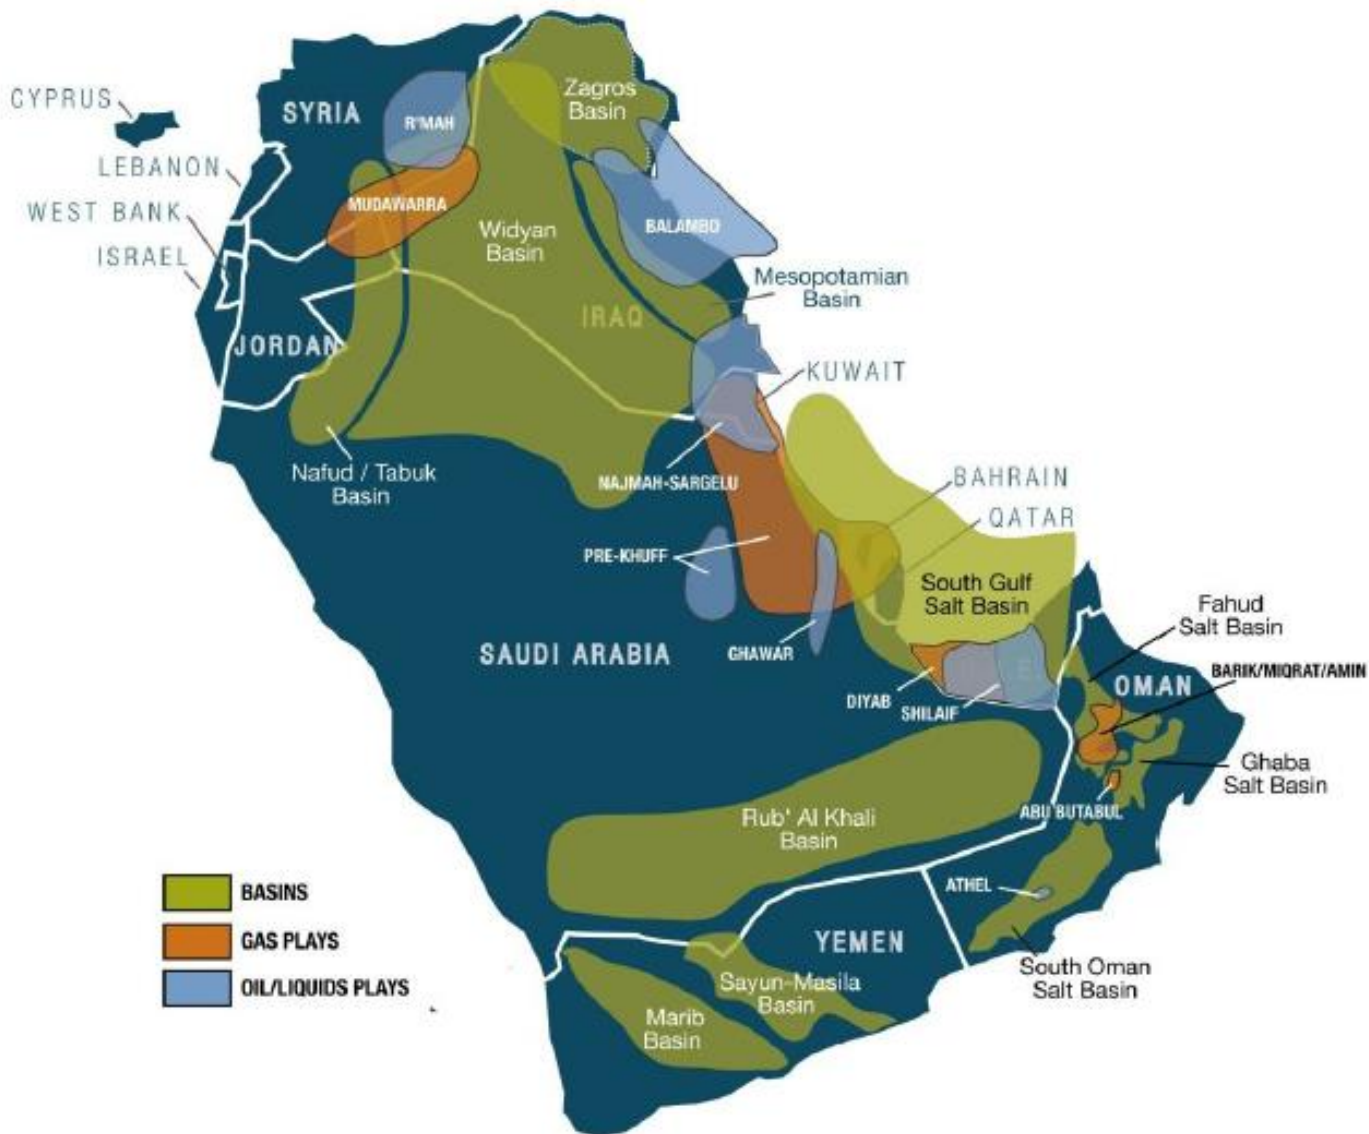 CYPRUS
SYRIA
R'MAH
Zagros
Basin
LEBANON
WEST BANK
ISRAEL
MUDAWARRA
Widyan
Basin
BALAMBO
Mesopotamian
Basin
IRAQ
JORDAN
KUWAIT
Nafud / Tabuk
Basin
NAJMAH-SARGELU
BAHRAIN
QATAR
PRE-KHUFF
South Gulf
Salt Basin
Fahud
Salt Basin
SAUDI ARABIA
GHAWAR
DIYAB
SHILAIF
OMAN
BARIK/MIQRAT/AMIN
Ghaba
Salt Basin
ABU BUTABUL
Rub' Al Khali
Basin
ATHEL
BASINS
GAS PLAYS
OIL/LIQUIDS PLAYS
YEMEN
South Oman
Salt Basin
Sayun-Masila
Basin
Marib
Basin